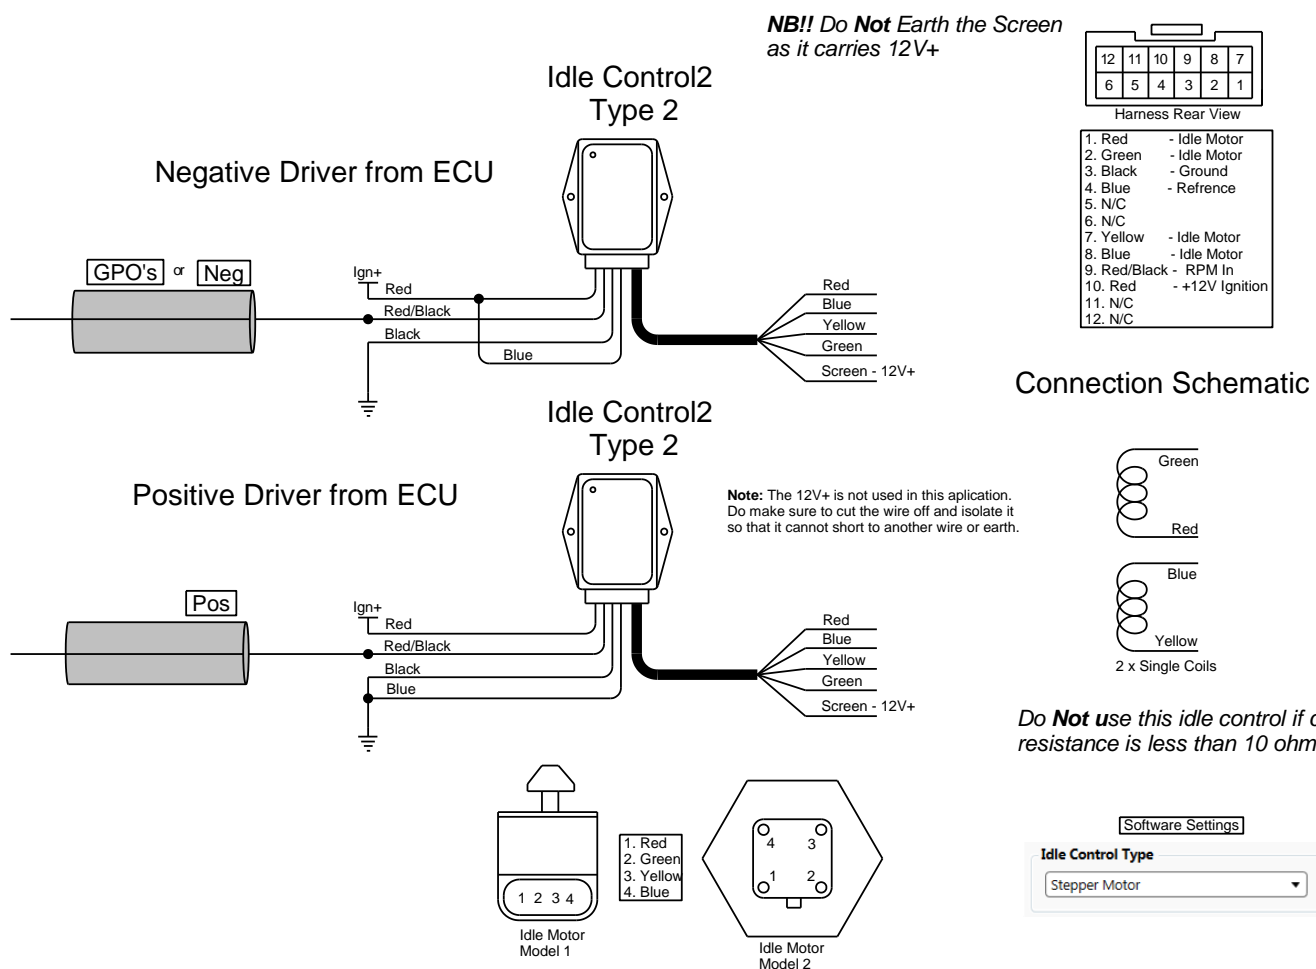 NB!! Do Not Earth the Screen
as it carries 12V+
Idle Control2
Type 2
Negative Driver from ECU
GPO's or Neg
Ign+
Red
Red/Black
Black
Blue
Red
Blue
Yellow
Green
Screen - 12V+
12 11 10 9 8 7
6 5 4 3 2 1
Harness Rear View
1. Red - Idle Motor
2. Green - Idle Motor
3. Black - Ground
4. Blue - Refrence
5. N/C
6. N/C
7. Yellow - Idle Motor
8. Blue - Idle Motor
9. Red/Black - RPM In
10. Red - +12V Ignition
11. N/C
12. N/C
Connection Schematic
Idle Control2
Type 2
Positive Driver from ECU
Note: The 12V+ is not used in this aplication.
Do make sure to cut the wire off and isolate it
so that it cannot short to another wire or earth.
Pos
Ign+
Red
Red/Black
Black
Blue
Red
Blue
Yellow
Green
Screen - 12V+
Green
Red
Blue
Yellow
2 x Single Coils
Do Not use this idle control if
resistance is less than 10 ohm
1 2 3 4
Idle Motor
Model 1
1. Red
2. Green
3. Yellow
4. Blue
4 3
1 2
Idle Motor
Model 2
Software Settings
Idle Control Type
Stepper Motor